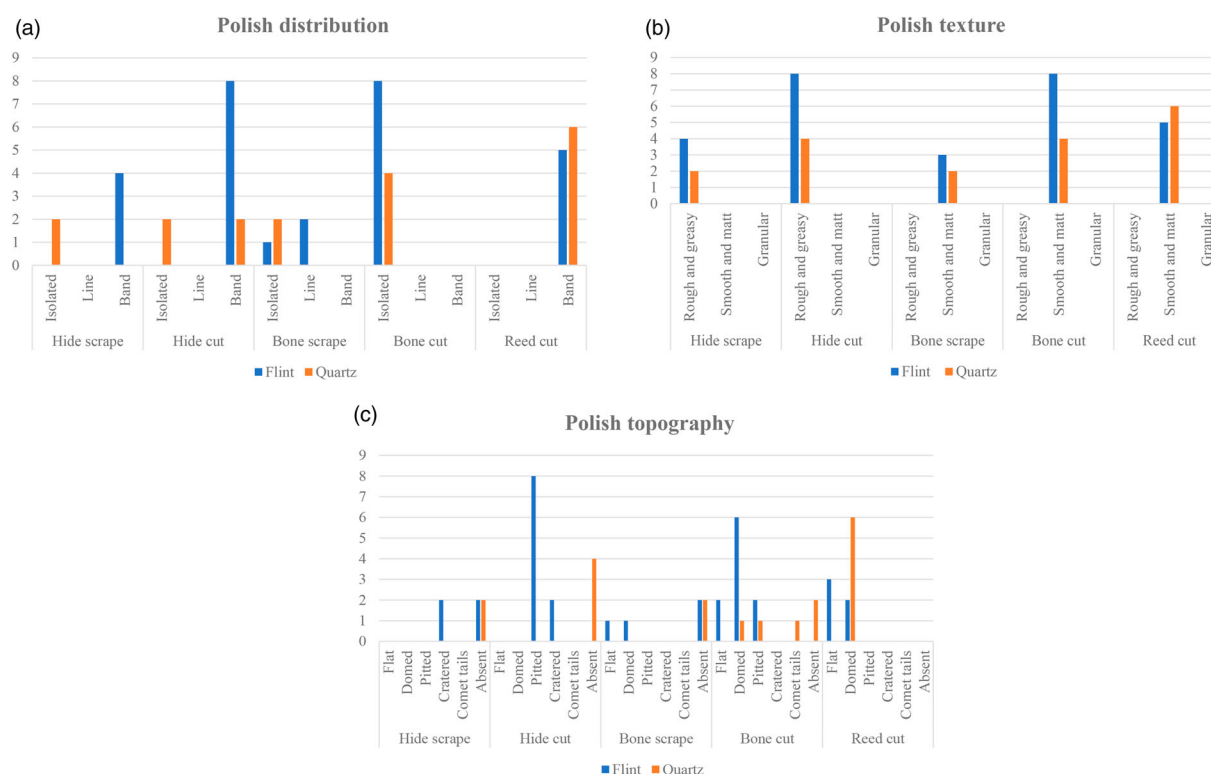 (a)
Polish distribution
9
8
7
6
5
4
3
2
1
0
Isolated
Line
Band
Isolated
Line
Band
Isolated
Line
Band
Isolated
Line
Band
Isolated
Line
Band
Hide scrape Hide cut Bone scrape Bone cut Reed cut
Flint Quartz
(b)
Polish texture
9
8
7
6
5
4
3
2
1
0
Rough and greasy
Smooth and matt
Granular
Rough and greasy
Smooth and matt
Granular
Rough and greasy
Smooth and matt
Granular
Rough and greasy
Smooth and matt
Granular
Rough and greasy
Smooth and matt
Granular
Hide scrape Hide cut Bone scrape Bone cut Reed cut
Flint Quartz
(c)
Polish topography
9
8
7
6
5
4
3
2
1
0
Flat
Domed
Pitted
Cratered
Comet tails
Absent
Flat
Domed
Pitted
Cratered
Comet tails
Absent
Flat
Domed
Pitted
Cratered
Comet tails
Absent
Flat
Domed
Pitted
Cratered
Comet tails
Absent
Flat
Domed
Pitted
Cratered
Comet tails
Absent
Hide scrape Hide cut Bone scrape Bone cut Reed cut
Flint Quartz